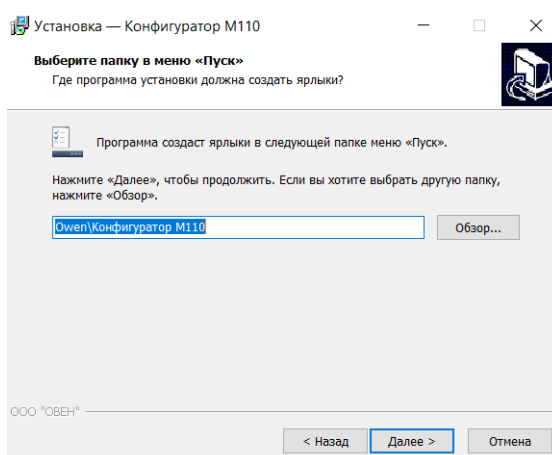 Установка — Конфигуратор М110
Выберите папку в меню «Пуск»
Где программа установки должна создать ярлыки?
Программа создаст ярлыки в следующей папке меню «Пуск».
Нажмите «Далее», чтобы продолжить. Если вы хотите выбрать другую папку,
нажмите «Обзор».
Owen\Конфигуратор М110
Обзор...
ООО "ОВЕН"
< Назад
Далее >
Отмена